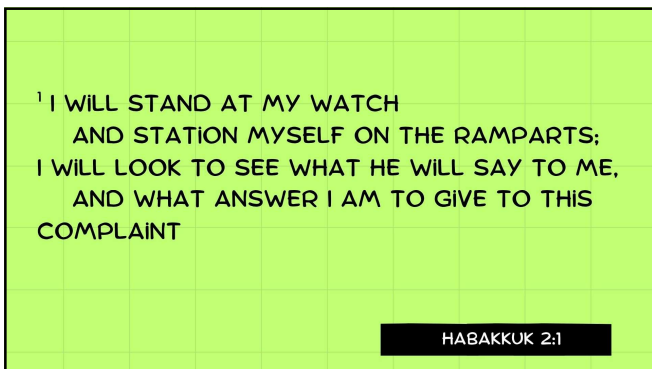 ¹ I WILL STAND AT MY WATCH
AND STATION MYSELF ON THE RAMPARTS;
I WILL LOOK TO SEE WHAT HE WILL SAY TO ME,
AND WHAT ANSWER I AM TO GIVE TO THIS
COMPLAINT
HABAKKUK 2:1